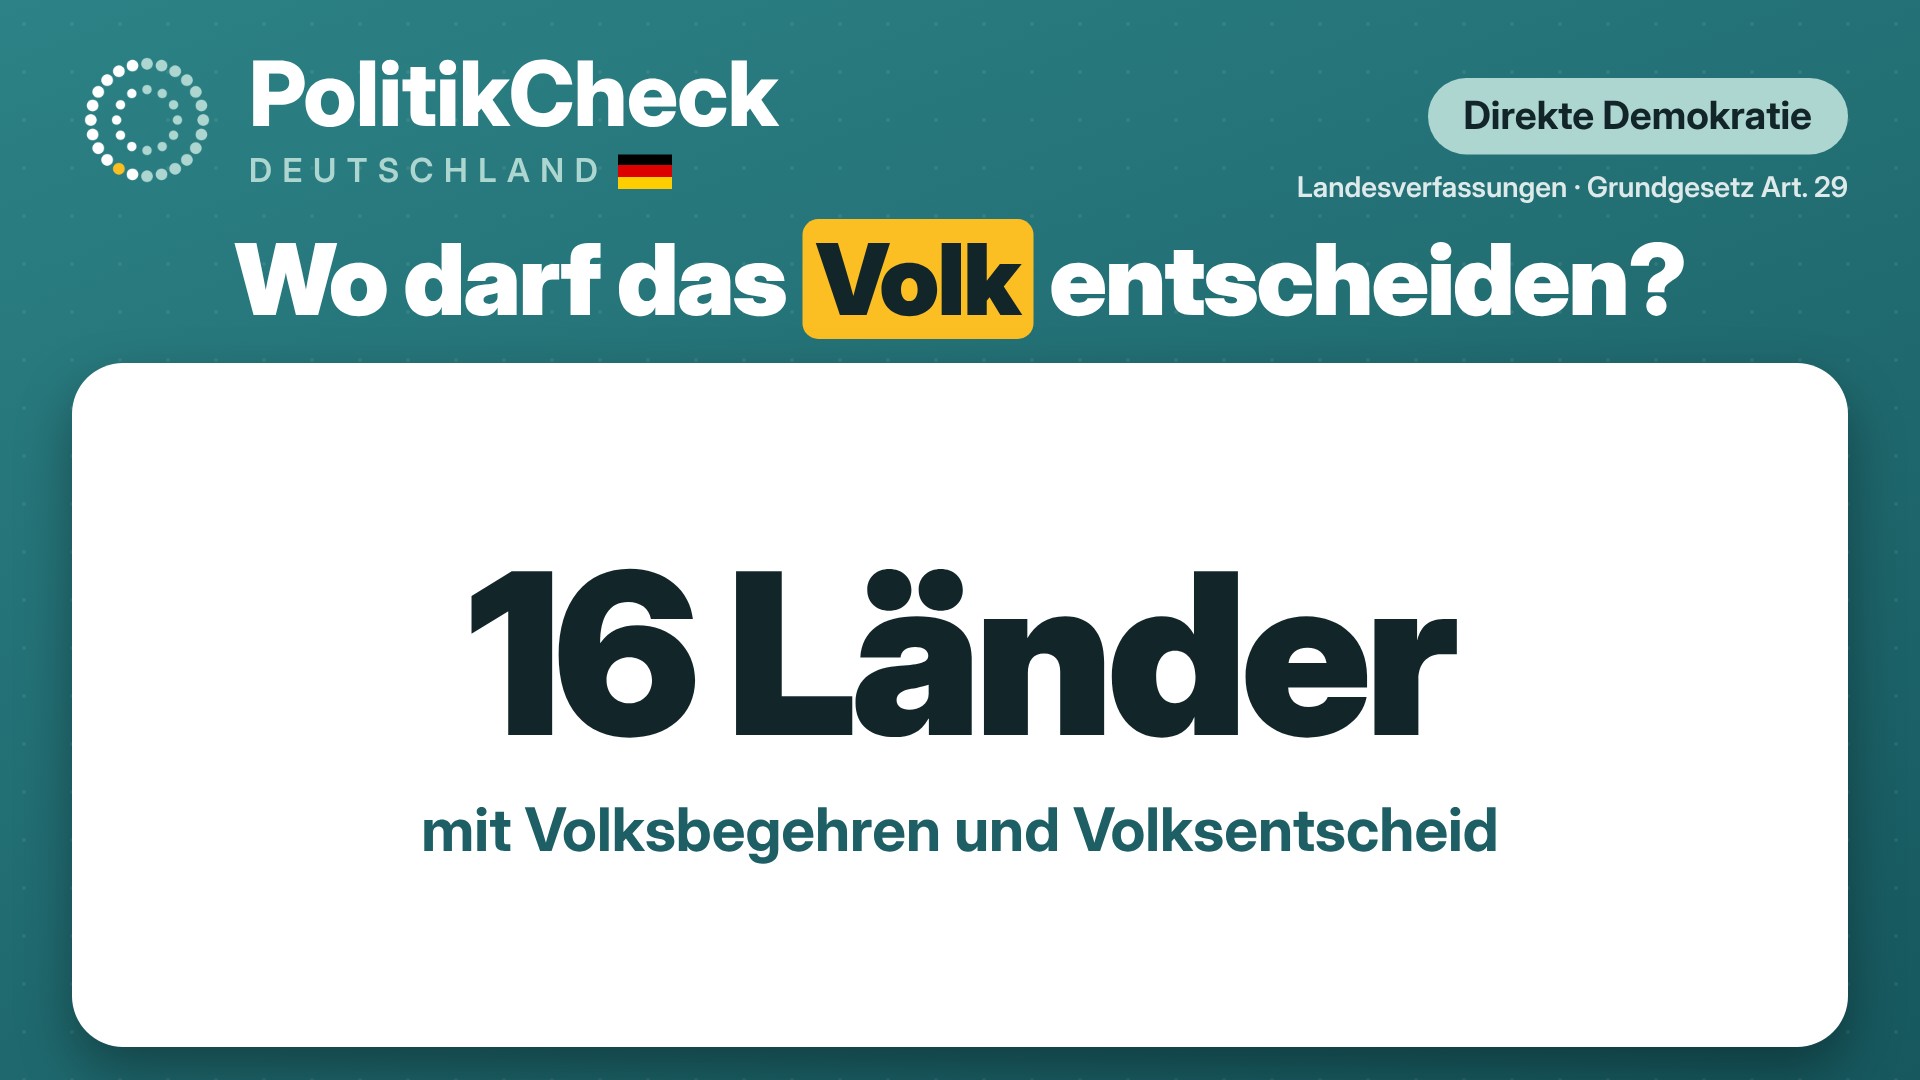 PolitikCheck
DEUTSCHLAND
Direkte Demokratie
Landesverfassungen · Grundgesetz Art. 29
Wo darf das Volk entscheiden?
16 Länder
mit Volksbegehren und Volksentscheid